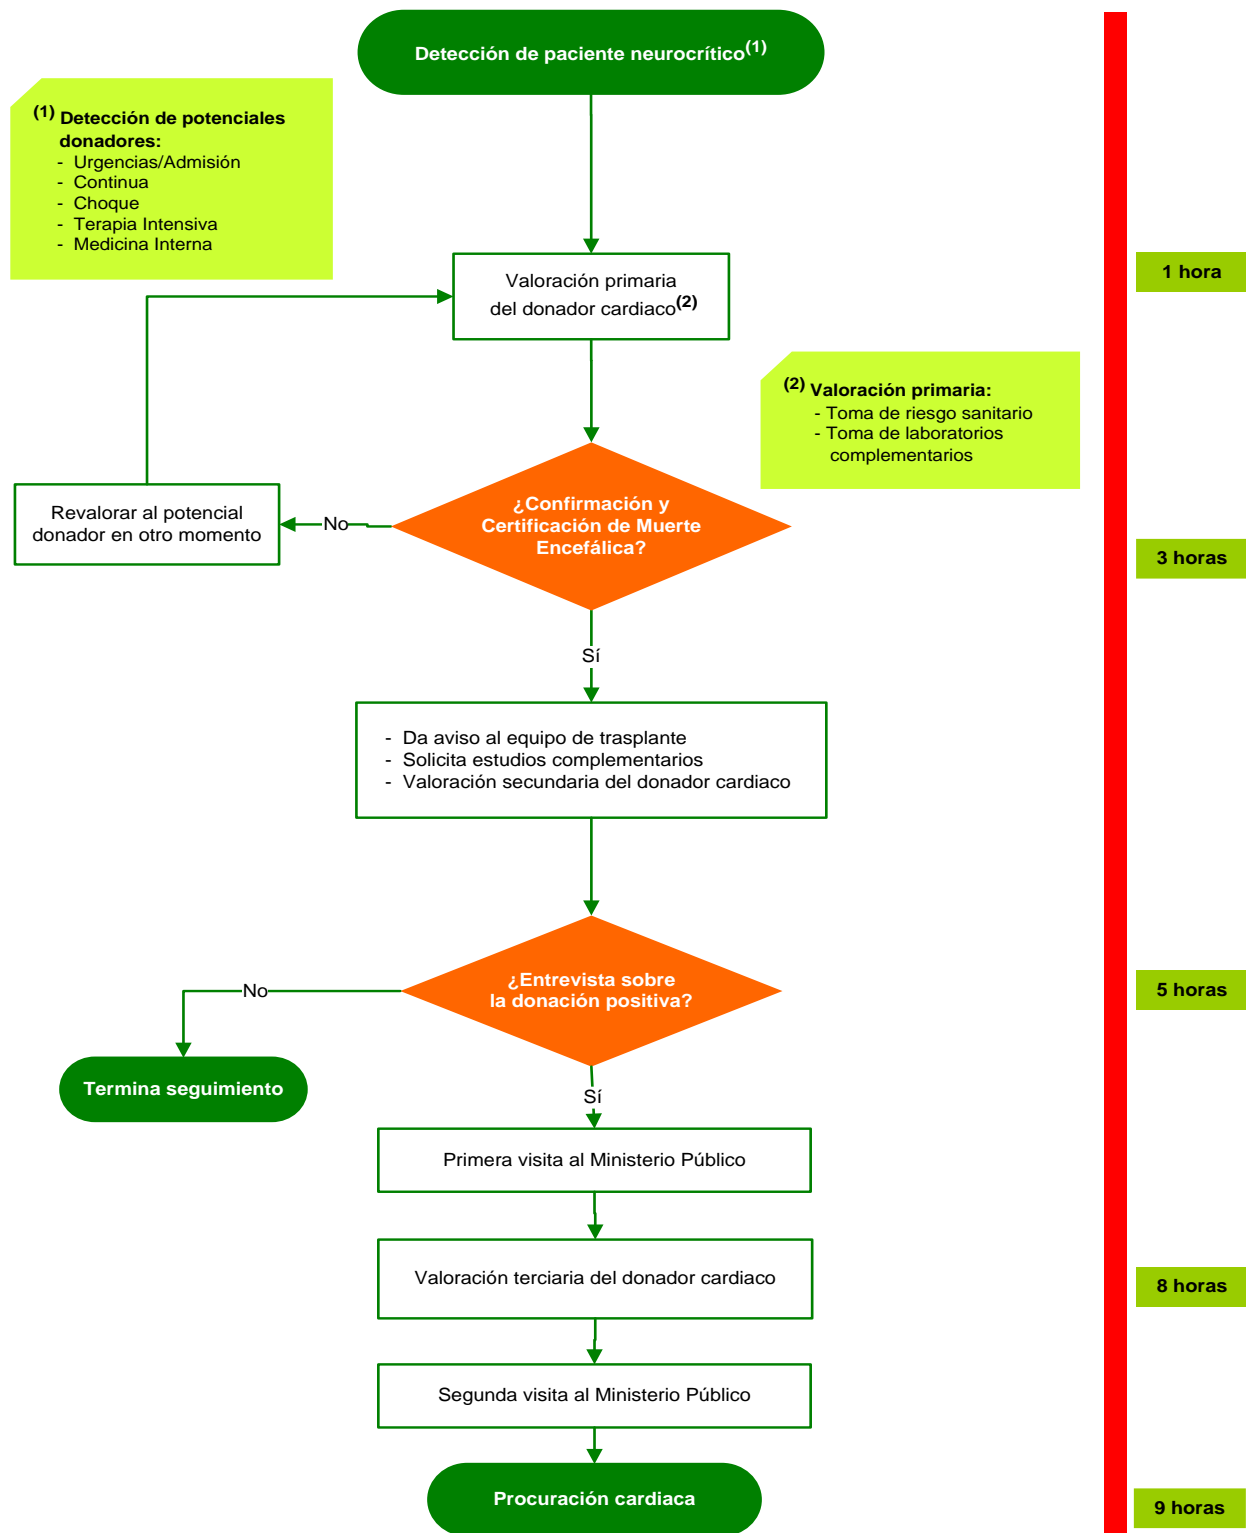 Detección de paciente neurocrítico(1)
(1) Detección de potenciales
donadores:
- Urgencias/Admisión
- Continua
- Choque
- Terapia Intensiva
- Medicina Interna
Valoración primaria
del donador cardiaco(2)
1 hora
(2) Valoración primaria:
- Toma de riesgo sanitario
- Toma de laboratorios
complementarios
¿Confirmación y
Certificación de Muerte
Encefálica?
No
Revalorar al potencial
donador en otro momento
3 horas
Sí
- Da aviso al equipo de trasplante
- Solicita estudios complementarios
- Valoración secundaria del donador cardiaco
¿Entrevista sobre
la donación positiva?
No
5 horas
Termina seguimiento
Sí
Primera visita al Ministerio Público
Valoración terciaria del donador cardiaco
8 horas
Segunda visita al Ministerio Público
Procuración cardiaca
9 horas